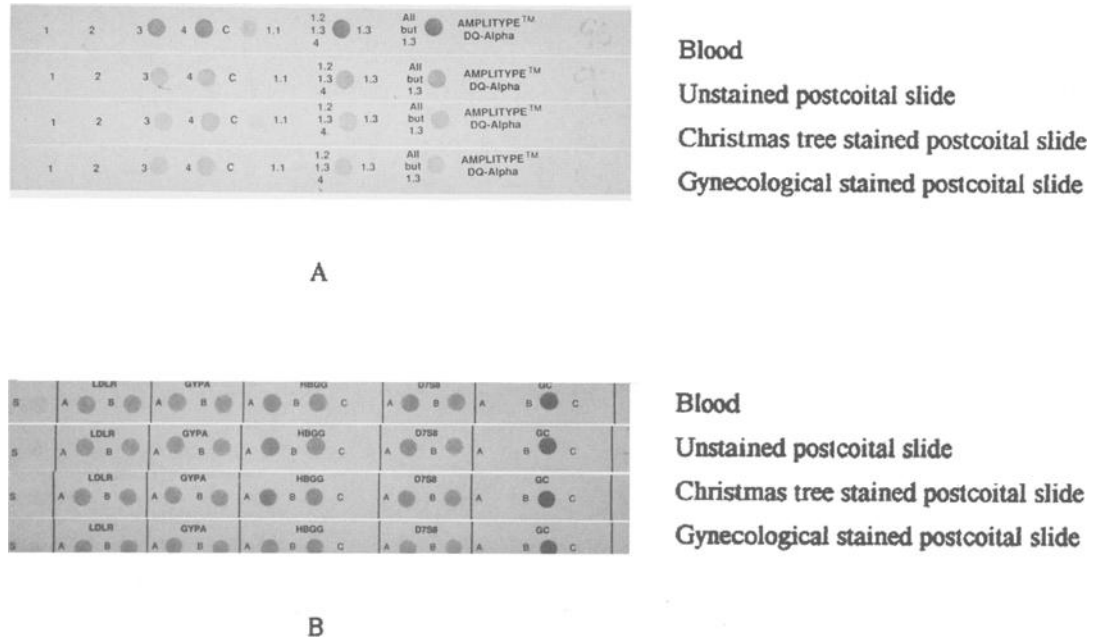 1 2 3 4 C 1.1 1.2 1.3 4 1.3 All but 1.3 AMPLITYPE™ DQ-Alpha
Blood
1 2 3 4 C 1.1 1.2 1.3 4 1.3 All but 1.3 AMPLITYPE™ DQ-Alpha
Unstained postcoital slide
1 2 3 4 C 1.1 1.2 1.3 4 1.3 All but 1.3 AMPLITYPE™ DQ-Alpha
Christmas tree stained postcoital slide
1 2 3 4 C 1.1 1.2 1.3 4 1.3 All but 1.3 AMPLITYPE™ DQ-Alpha
Gynecological stained postcoital slide
A
LDLR GYPA HBGG D7S8 GC
S A B A B A B C A B A B C
Blood
LDLR GYPA HBGG D7S8 GC
S A B A B A B C A B A B C
Unstained postcoital slide
LDLR GYPA HBGG D7S8 GC
S A B A B A B C A B A B C
Christmas tree stained postcoital slide
LDLR GYPA HBGG D7S8 GC
S A B A B A B C A B A B C
Gynecological stained postcoital slide
B